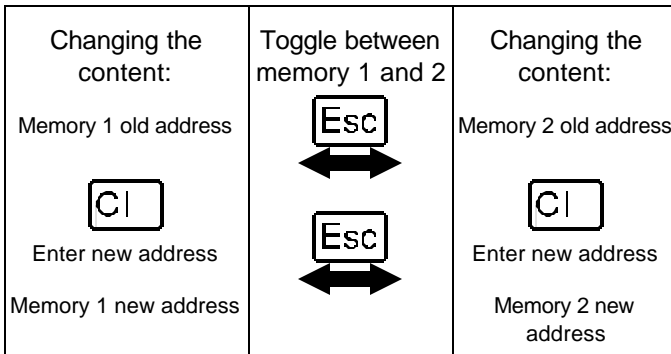 Changing the
content:
Memory 1 old address
Cl
Enter new address
Memory 1 new address
Toggle between
memory 1 and 2
Esc
Esc
Changing the
content:
Memory 2 old address
Cl
Enter new address
Memory 2 new
address